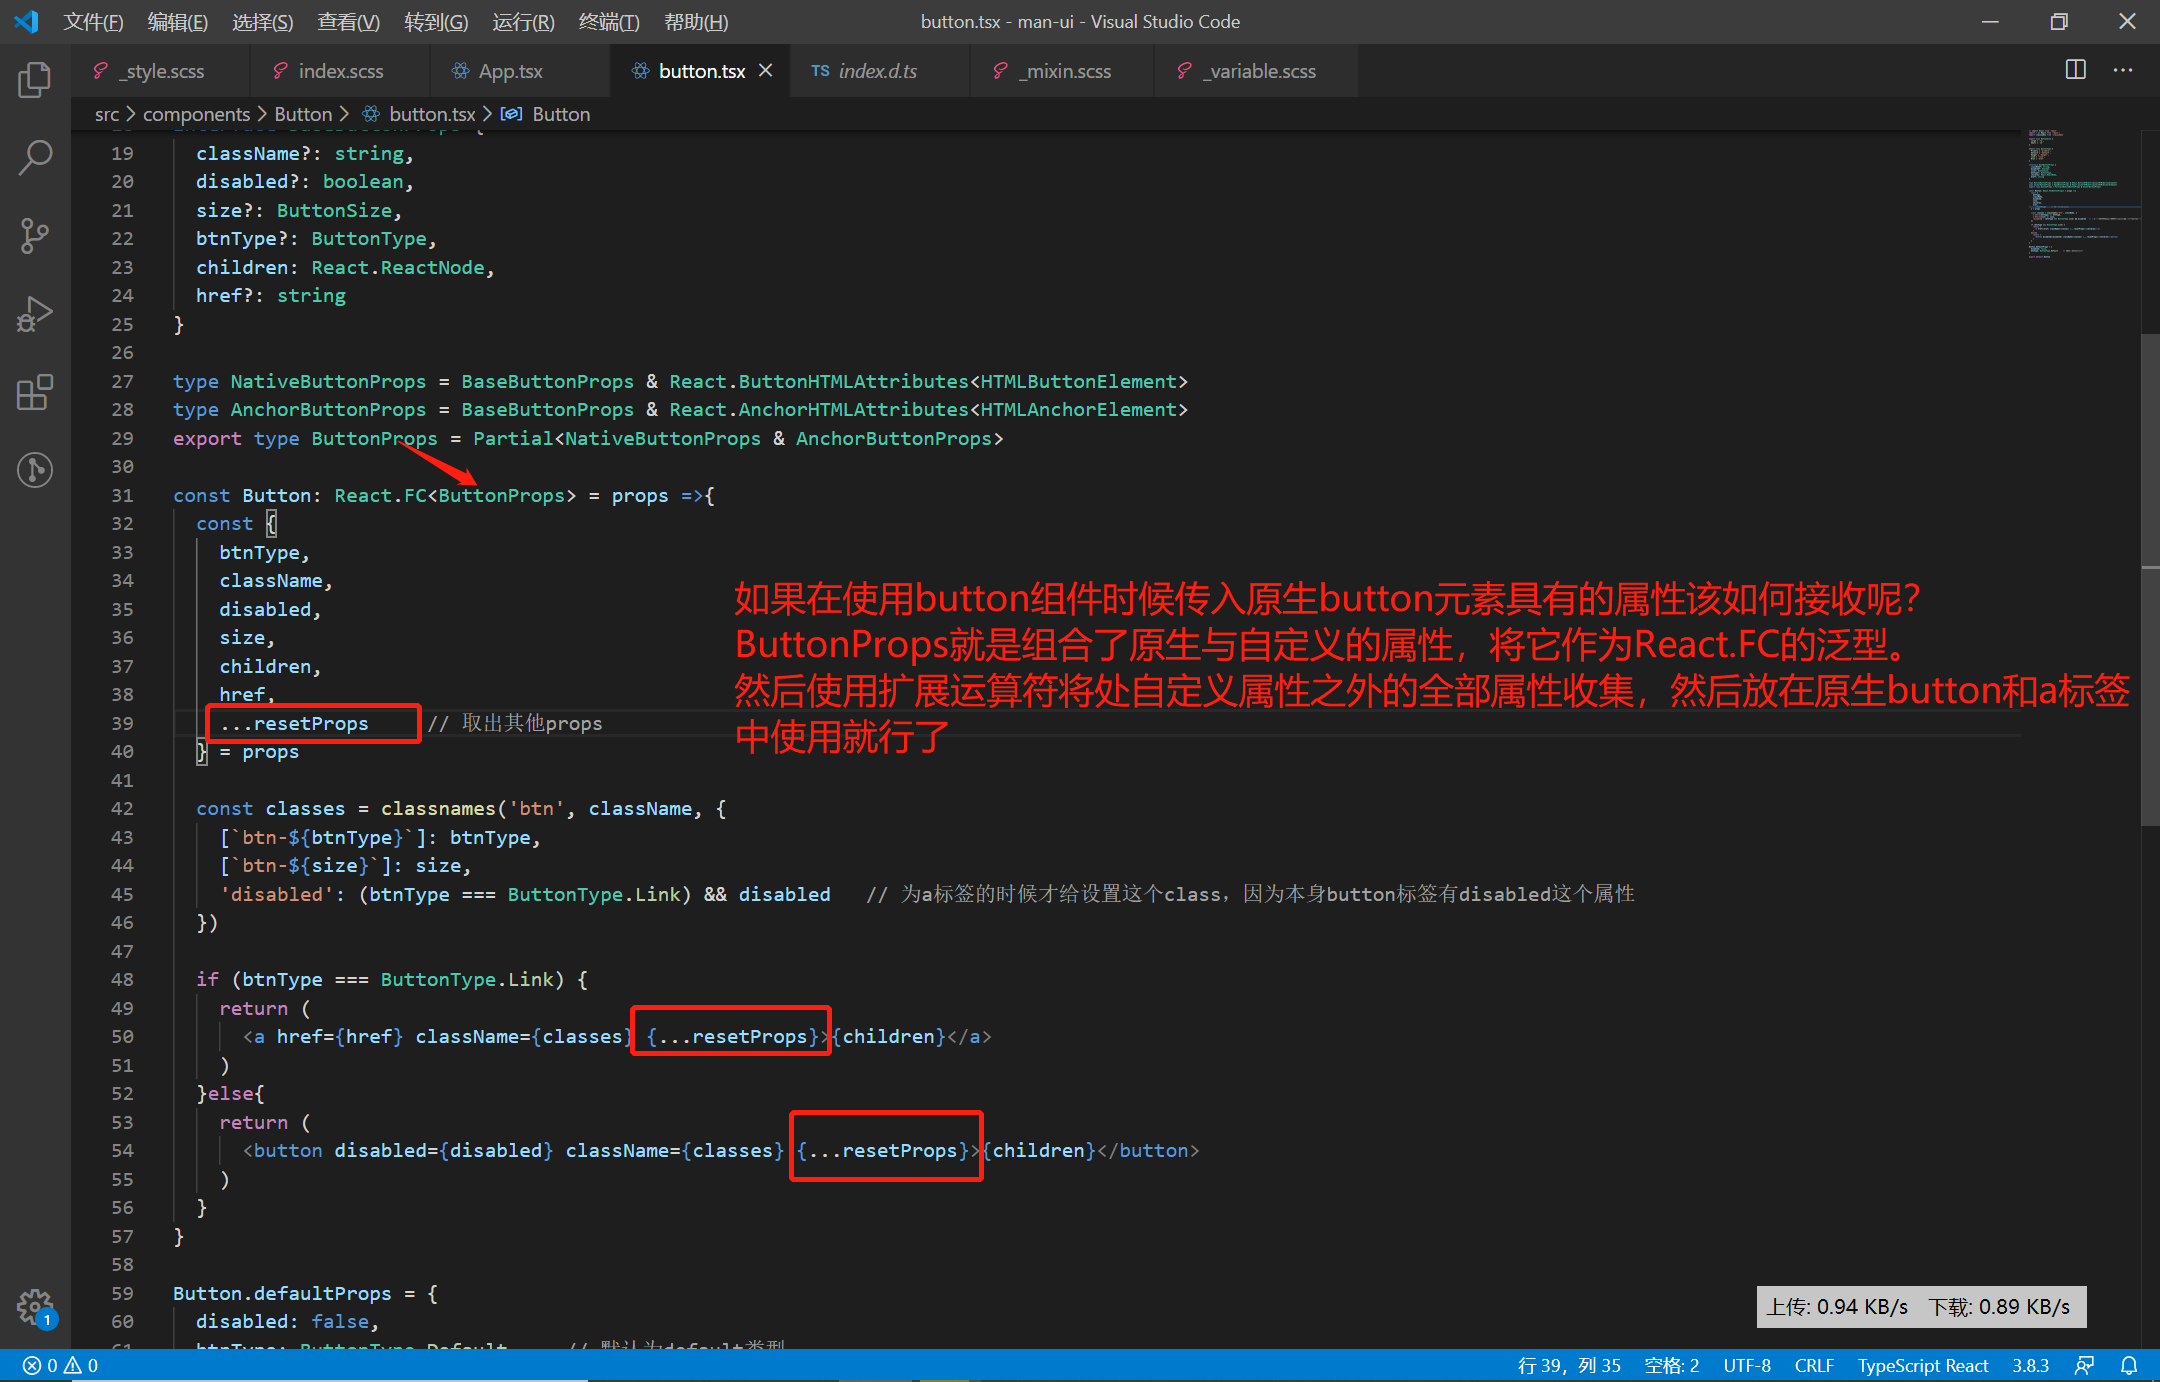 文件(F) 编辑(E) 选择(S) 查看(V) 转到(G) 运行(R) 终端(T) 帮助(H) button.tsx - man-ui - Visual Studio Code
_style.scss index.scss App.tsx button.tsx TS index.d.ts _mixin.scss _variable.scss
src > components > Button > button.tsx > Button
19 className?: string,
20 disabled?: boolean,
21 size?: ButtonSize,
22 btnType?: ButtonType,
23 children: React.ReactNode,
24 href?: string
25 }
26
27 type NativeButtonProps = BaseButtonProps & React.ButtonHTMLAttributes<HTMLButtonElement>
28 type AnchorButtonProps = BaseButtonProps & React.AnchorHTMLAttributes<HTMLAnchorElement>
29 export type ButtonProps = Partial<NativeButtonProps & AnchorButtonProps>
30
31 const Button: React.FC<ButtonProps> = props =>{
32 const {
33 btnType,
34 className,
35 disabled,
36 size,
37 children,
38 href,
39 ...resetProps // 取出其他props
40 } = props
如果在使用button组件时候传入原生button元素具有的属性该如何接收呢?
ButtonProps就是组合了原生与自定义的属性，将它作为React.FC的泛型。
然后使用扩展运算符将处自定义属性之外的全部属性收集，然后放在原生button和a标签
中使用就行了
41
42 const classes = classnames('btn', className, {
43 [`btn-${btnType}`]: btnType,
44 [`btn-${size}`]: size,
45 'disabled': (btnType === ButtonType.Link) && disabled // 为a标签的时候才给设置这个class，因为本身button标签有disabled这个属性
46 })
47
48 if (btnType === ButtonType.Link) {
49 return (
50 <a href={href} className={classes} {...resetProps}>{children}</a>
51 )
52 }else{
53 return (
54 <button disabled={disabled} className={classes} {...resetProps}>{children}</button>
55 )
56 }
57 }
58
59 Button.defaultProps = {
60 disabled: false,
61 btnType: ButtonType.Default // 默认为default类型
上传: 0.94 KB/s 下载: 0.89 KB/s
1
0 0 行 39，列 35 空格: 2 UTF-8 CRLF TypeScript React 3.8.3